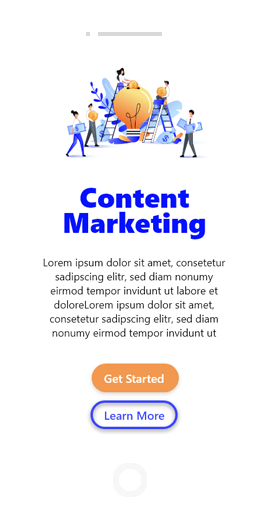 Content
Marketing
Lorem ipsum dolor sit amet, consetetur
sadipscing elitr, sed diam nonumy
eirmod tempor invidunt ut labore et
doloreLorem ipsum dolor sit amet,
consetetur sadipscing elitr, sed diam
nonumy eirmod tempor invidunt ut
Get Started
Learn More